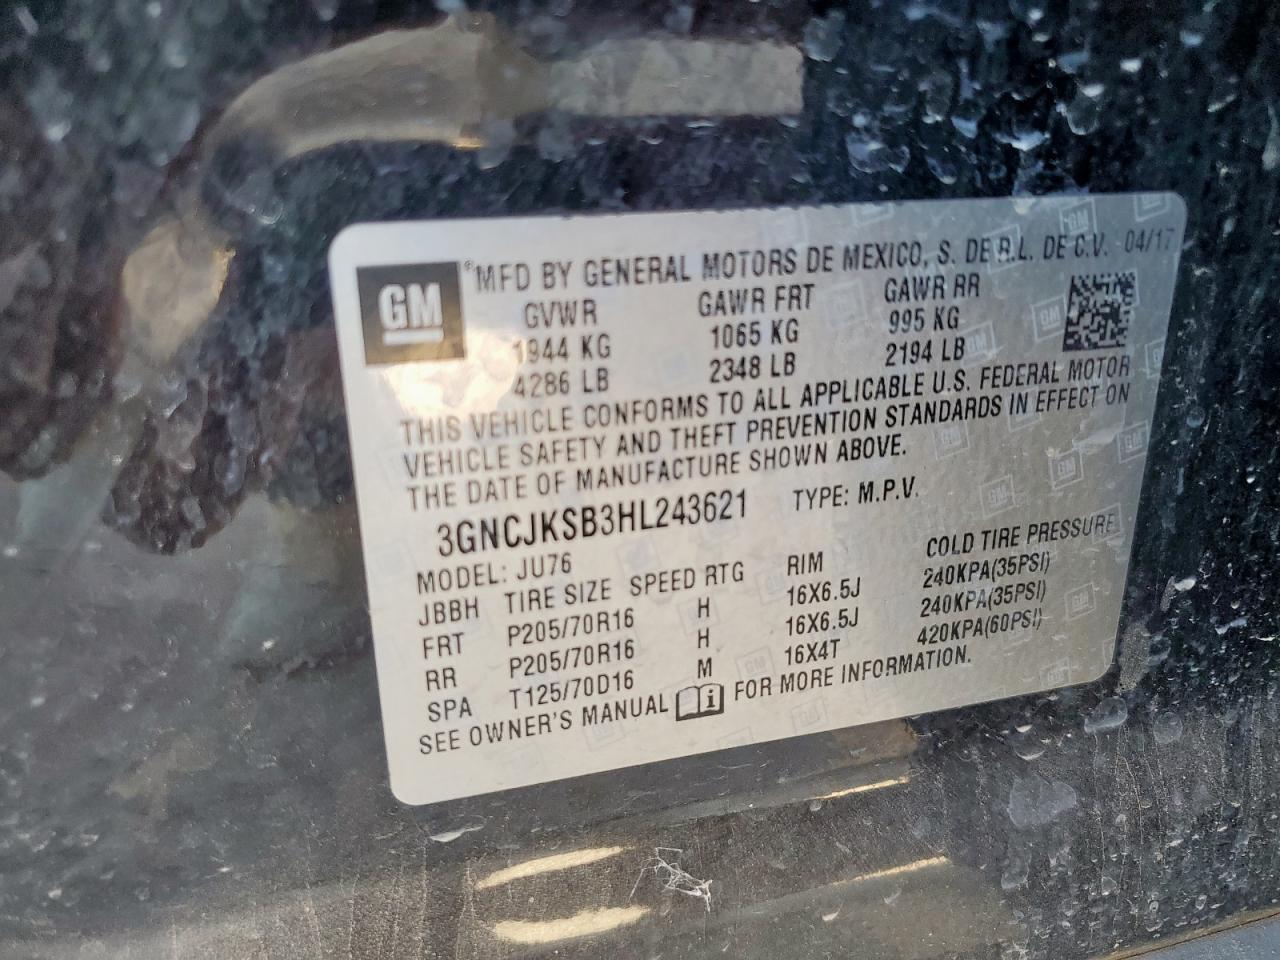 GM
®MFD BY GENERAL MOTORS DE MEXICO, S. DE R.L. DE C.V. 04/17
GVWR GAWR FRT GAWR RR
1944 KG 1065 KG 995 KG
4286 LB 2348 LB 2194 LB
THIS VEHICLE CONFORMS TO ALL APPLICABLE U.S. FEDERAL MOTOR
VEHICLE SAFETY AND THEFT PREVENTION STANDARDS IN EFFECT ON
THE DATE OF MANUFACTURE SHOWN ABOVE.
3GNCJKSB3HL243621 TYPE: M.P.V.
MODEL: JU76
JBBH TIRE SIZE SPEED RTG RIM COLD TIRE PRESSURE
FRT P205/70R16 H 16X6.5J 240KPA(35PSI)
RR P205/70R16 H 16X6.5J 240KPA(35PSI)
SPA T125/70D16 M 16X4T 420KPA(60PSI)
SEE OWNER'S MANUAL FOR MORE INFORMATION.